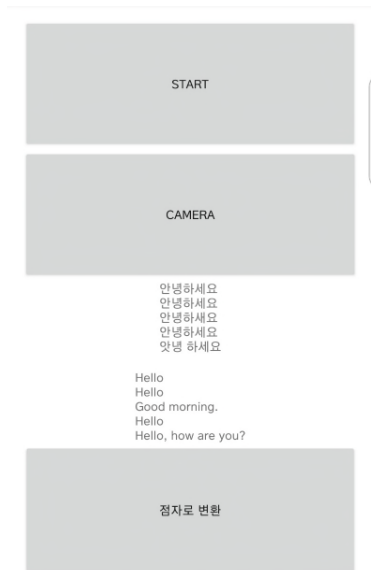 START
CAMERA
안녕하세요
안녕하세요
안녕하새요
안녕하세요
앗녕 하세요
Hello
Hello
Good morning.
Hello
Hello, how are you?
점자로 변환